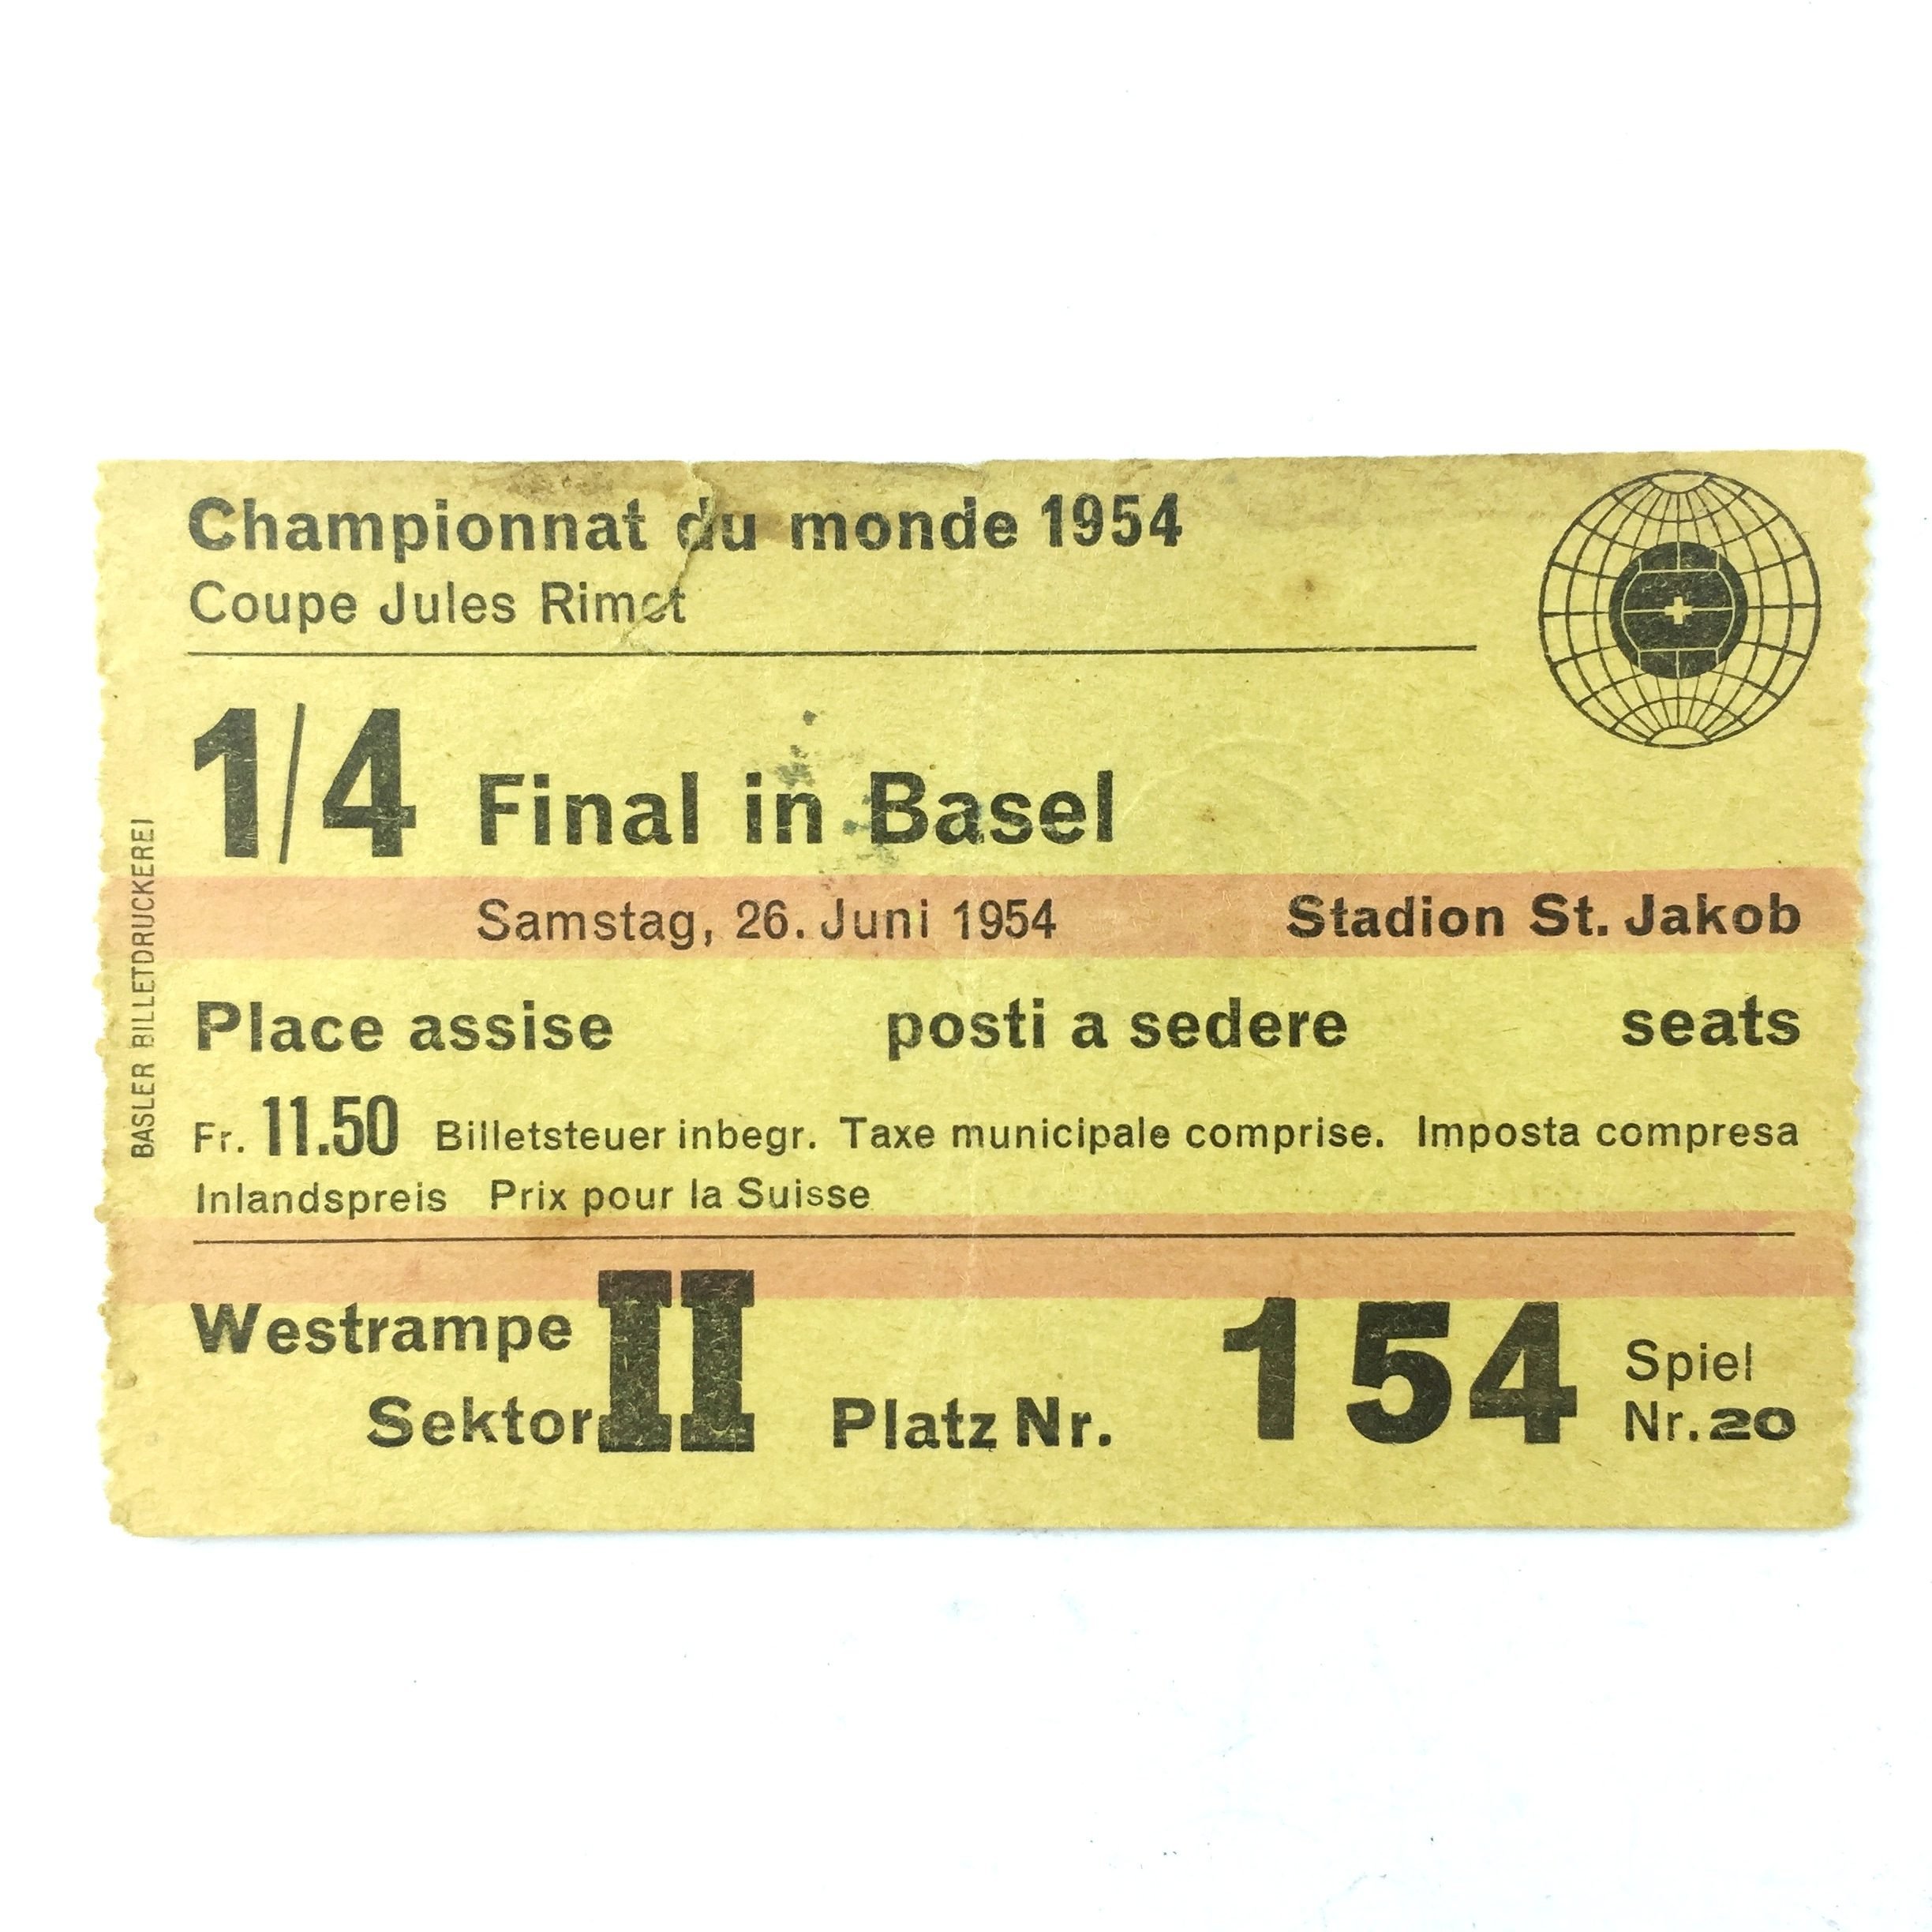 Championnat du monde 1954
Coupe Jules Rimet
1/4 Final in Basel
Samstag, 26. Juni 1954 Stadion St. Jakob
Place assise posti a sedere seats
Fr. 11.50 Billetsteuer inbegr. Taxe municipale comprise. Imposta compresa
Inlandspreis Prix pour la Suisse
Westrampe
Sektor II Platz Nr. 154 Spiel
Nr. 20
BASLER BILLETDRUCKEREI